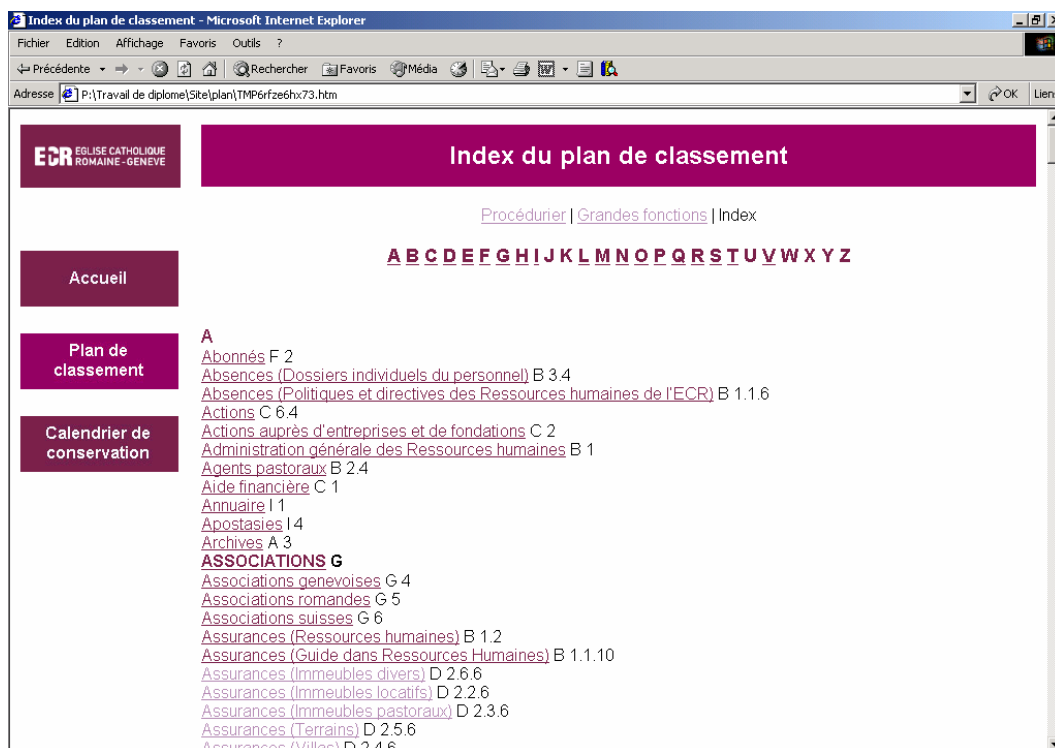 Index du plan de classement - Microsoft Internet Explorer
Fichier Edition Affichage Favoris Outils ?
Précédente Rechercher Favoris Média
Adresse P:\Travail de diplome\Site\plan\TMP6rfze6hx73.htm OK Liens
ECR EGLISE CATHOLIQUE
ROMAINE-GENEVE
Index du plan de classement
Procédurier | Grandes fonctions | Index
A B C D E F G H I J K L M N O P Q R S T U V W X Y Z
Accueil
Plan de
classement
Calendrier de
conservation
A
Abonnés F 2
Absences (Dossiers individuels du personnel) B 3.4
Absences (Politiques et directives des Ressources humaines de l'ECR) B 1.1.6
Actions C 6.4
Actions auprès d'entreprises et de fondations C 2
Administration générale des Ressources humaines B 1
Agents pastoraux B 2.4
Aide financière C 1
Annuaire I 1
Apostasies I 4
Archives A 3
ASSOCIATIONS G
Associations genevoises G 4
Associations romandes G 5
Associations suisses G 6
Assurances (Ressources humaines) B 1.2
Assurances (Guide dans Ressources Humaines) B 1.1.10
Assurances (Immeubles divers) D 2.6.6
Assurances (Immeubles locatifs) D 2.2.6
Assurances (Immeubles pastoraux) D 2.3.6
Assurances (Terrains) D 2.5.6
Assurances (Villas) D 2.4.6